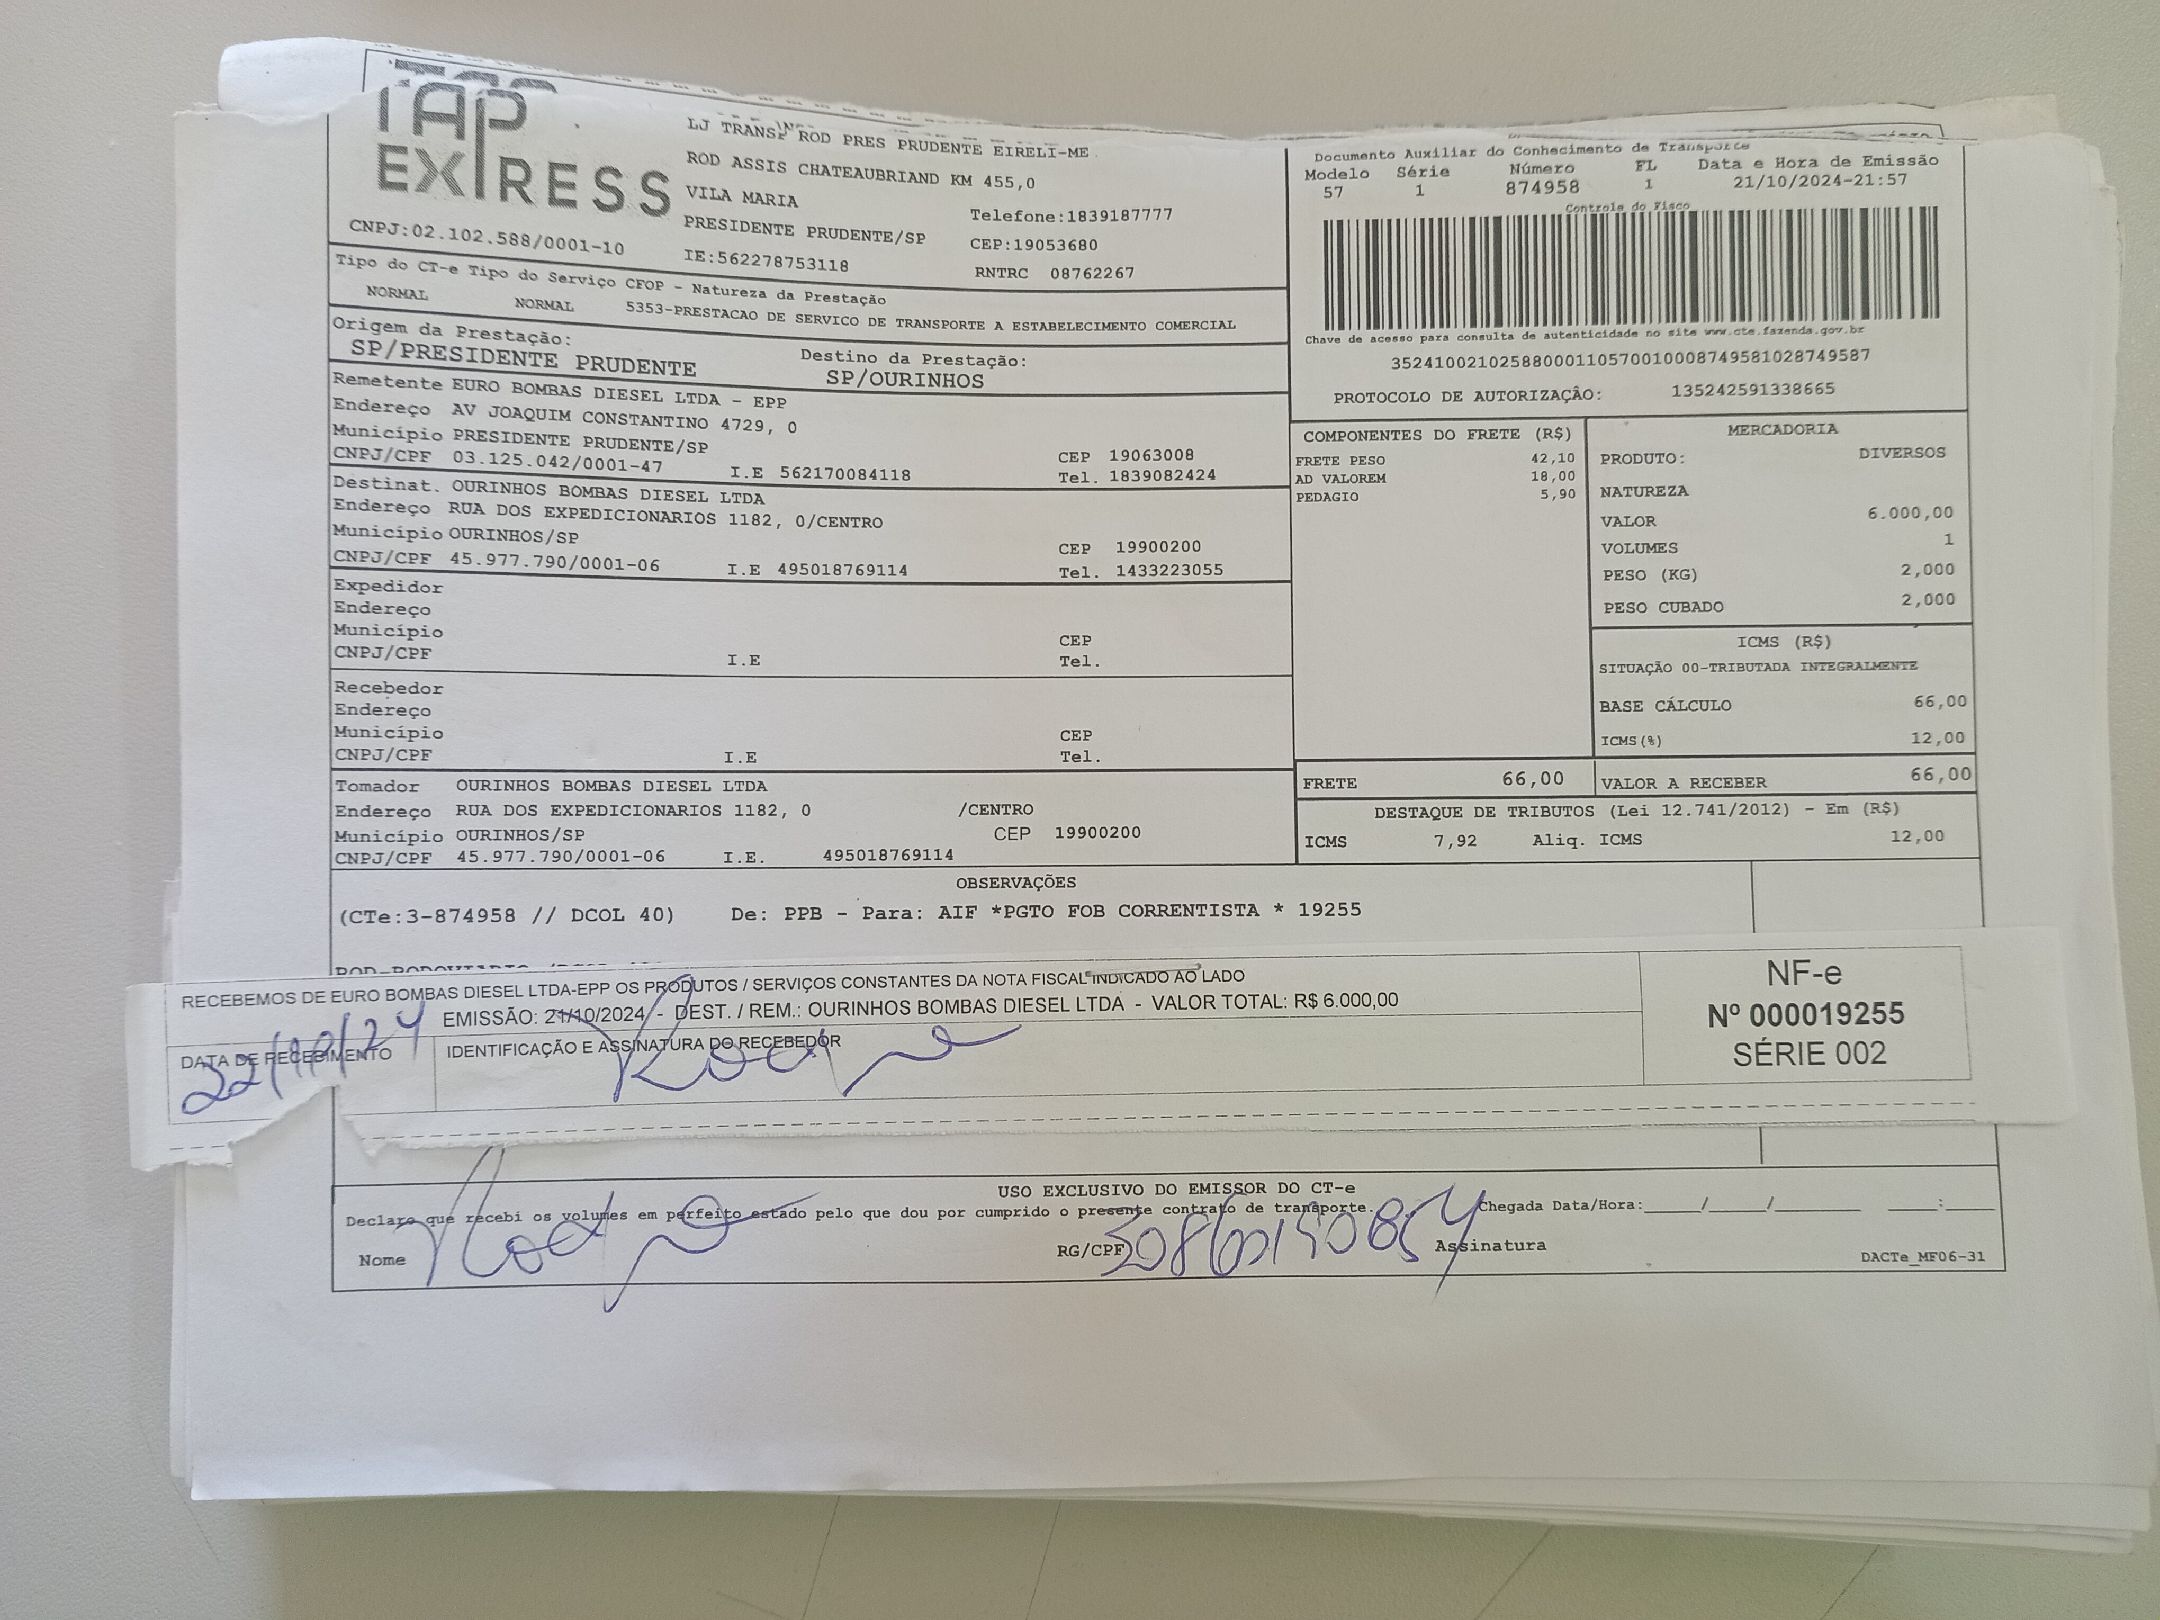 TAP
EXPRESS
CNPJ:02.102.588/0001-10
LJ TRANSP ROD PRES PRUDENTE EIRELI-ME
ROD ASSIS CHATEAUBRIAND KM 455,0
VILA MARIA
PRESIDENTE PRUDENTE/SP
IE:562278753118
Telefone:1839187777
CEP:19053680
RNTRC 08762267
Documento Auxiliar do Conhecimento de Transporte
Modelo Série Número FL Data e Hora de Emissão
57 1 874958 1 21/10/2024-21:57
Controle do Fisco
Chave de acesso para consulta de autenticidade no site www.cte.fazenda.gov.br
35241002102588000110570010008749581028749587
PROTOCOLO DE AUTORIZAÇÂO: 135242591338665
Tipo do CT-e Tipo do Serviço CFOP - Natureza da Prestação
NORMAL NORMAL 5353-PRESTACAO DE SERVICO DE TRANSPORTE A ESTABELECIMENTO COMERCIAL
Origem da Prestação:
SP/PRESIDENTE PRUDENTE
Destino da Prestação:
SP/OURINHOS
Remetente EURO BOMBAS DIESEL LTDA - EPP
Endereço AV JOAQUIM CONSTANTINO 4729, 0
Município PRESIDENTE PRUDENTE/SP CEP 19063008
CNPJ/CPF 03.125.042/0001-47 I.E 562170084118 Tel. 1839082424
Destinat. OURINHOS BOMBAS DIESEL LTDA
Endereço RUA DOS EXPEDICIONARIOS 1182, 0/CENTRO
Município OURINHOS/SP CEP 19900200
CNPJ/CPF 45.977.790/0001-06 I.E 495018769114 Tel. 1433223055
Expedidor
Endereço
Município CEP
CNPJ/CPF I.E Tel.
Recebedor
Endereço
Município CEP
CNPJ/CPF I.E Tel.
Tomador OURINHOS BOMBAS DIESEL LTDA
Endereço RUA DOS EXPEDICIONARIOS 1182, 0 /CENTRO
Município OURINHOS/SP CEP 19900200
CNPJ/CPF 45.977.790/0001-06 I.E. 495018769114
COMPONENTES DO FRETE (R$)
FRETE PESO 42,10
AD VALOREM 18,00
PEDAGIO 5,90
MERCADORIA
PRODUTO: DIVERSOS
NATUREZA
VALOR 6.000,00
VOLUMES 1
PESO (KG) 2,000
PESO CUBADO 2,000
ICMS (R$)
SITUAÇÃO 00-TRIBUTADA INTEGRALMENTE
BASE CÁLCULO 66,00
ICMS(%) 12,00
FRETE 66,00 VALOR A RECEBER 66,00
DESTAQUE DE TRIBUTOS (Lei 12.741/2012) - Em (R$)
ICMS 7,92 Aliq. ICMS 12,00
OBSERVAÇÕES
(CTe:3-874958 // DCOL 40) De: PPB - Para: AIF *PGTO FOB CORRENTISTA * 19255
RECEBEMOS DE EURO BOMBAS DIESEL LTDA-EPP OS PRODUTOS / SERVIÇOS CONSTANTES DA NOTA FISCAL INDICADO AO LADO
EMISSÃO: 21/10/2024 - DEST. / REM.: OURINHOS BOMBAS DIESEL LTDA - VALOR TOTAL: R$ 6.000,00
DATA DE RECEBIMENTO IDENTIFICAÇÃO E ASSINATURA DO RECEBEDOR
22/10/24
NF-e
Nº 000019255
SÉRIE 002
USO EXCLUSIVO DO EMISSOR DO CT-e
Declaro que recebi os volumes em perfeito estado pelo que dou por cumprido o presente contrato de transporte. Chegada Data/Hora:_____/_____/_______ ____:____
Nome RG/CPF Assinatura
DACTe_MF06-31